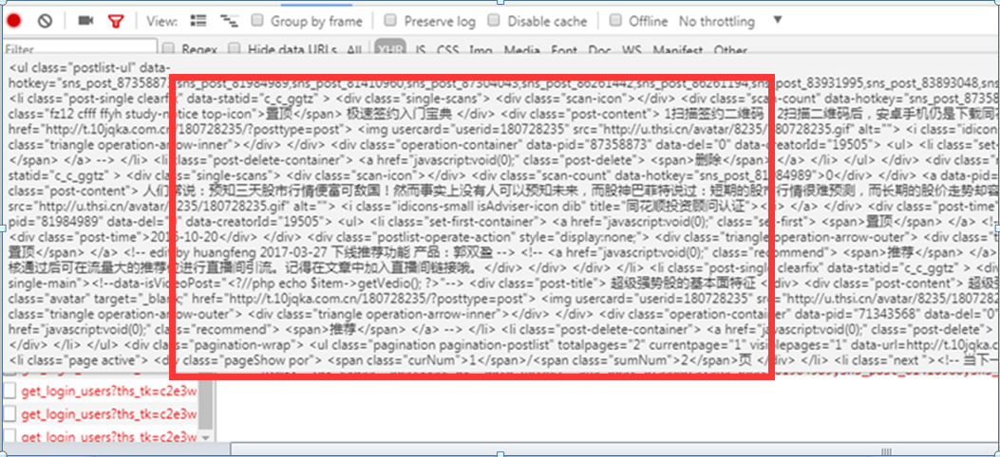 View: Group by frame Preserve log Disable cache Offline No throttling
Filter Regex Hide data URLs All XHR JS CSS Img Media Font Doc WS Manifest Other
<ul class="postlist-ul" data-
hotkey="sns_post_87358873,sns_post_81984989,sns_post_81410960,sns_post_87304043,sns_post_86261442,sns_post_86261194,sns_post_83931995,sns_post_83893048,sns_
<li class="post-single clearfix" data-statid="c_c_ggtz" > <div class="single-scans"> <div class="scan-icon"></div> <div class="scan-count" data-hotkey="sns_post_8735
class="fz12 cfff ffyh study-notice top-icon">置顶</span> 极速签约入门宝典 </div> <div class="post-content"> 1扫描签约二维码 2扫描二维码后，安卓手机仍是下载同
href="http://t.10jqka.com.cn/180728235/?posttype=post"> <img usercard="userid=180728235" src="http://u.thsi.cn/avatar/8235/180728235.gif" alt=""> <i class="idicon
class="triangle operation-arrow-inner"></div> </div> <div class="operation-container" data-pid="87358873" data-del="0" data-creatorId="19505"> <ul> <li class="set-
</span> </a> --> </li> <li class="post-delete-container"> <a href="javascript:void(0);" class="post-delete"> <span>删除</span> </a>
statid="c_c_ggtz" > <div class="single-scans"> <div class="scan-icon"></div> <div class="scan-count" data-hotkey="sns_post_81984989">0</div> </div> <a data-pid=
class="post-content"> 人们常说：预知三天股市行情便富可敌国！然而事实上没有人可以预知未来，而股神巴菲特说过：短期的股市行情很难预测，而长期的股价走势却容
src="http://u.thsi.cn/avatar/8235/180728235.gif" alt=""> <i class="idicons-small isAdviser-icon dib" title="同花顺投资顾问认证"></i> </a> </div> <div class="post-time"
pid="81984989" data-del="0" data-creatorId="19505"> <ul> <li class="set-first-container"> <a href="javascript:void(0);" class="set-first"> <span>置顶</span> </a> <!
<div class="post-time">2016-10-20</div> </div> <div class="postlist-operate-action" style="display:none;"> <div class="triangle operation-arrow-outer"> <div class="t
置顶</span> </a> <!-- edit by huangfeng 2017-03-27 下线推荐功能 产品：郭双盈 --> <!-- <a href="javascript:void(0);" class="recommend"> <span>推荐</span> </a>
核通过后可在流量大的推荐位进行直播间引流。记得在文章中加入直播间链接哦。 </div> </div> </li> <li class="post-single clearfix" data-statid="c_c_ggtz" > <div
single-main"><!--data-isVideoPost="<?//php echo $item->getVedio(); ?>"--> <div class="post-title"> 超级强势股的基本面特征 </div> <div class="post-content"> 超级
class="avatar" target="_blank" href="http://t.10jqka.com.cn/180728235/?posttype=post"> <img usercard="userid=180728235" src="http://u.thsi.cn/avatar/8235/18072
class="triangle operation-arrow-outer"> <div class="triangle operation-arrow-inner"></div> </div> <div class="operation-container" data-pid="71343568" data-del="0"
href="javascript:void(0);" class="recommend"> <span>推荐</span> </a> --> </li> <li class="post-delete-container"> <a href="javascript:void(0);" class="post-delete">
</div> </li> </ul> <div class="pagination-wrap"> <ul class="pagination pagination-postlist" totalpages="2" currentpage="1" visiblepages="1" data-url=http://t.10jqka.co
<li class="page active"> <div class="pageShow por"> <span class="curNum">1</span>/<span class="sumNum">2</span>页 </div> </li> <li class="next "><!-- 当下一
get_login_users?ths_tk=c2e3w
get_login_users?ths_tk=c2e3w
get_login_users?ths_tk=c2e3w